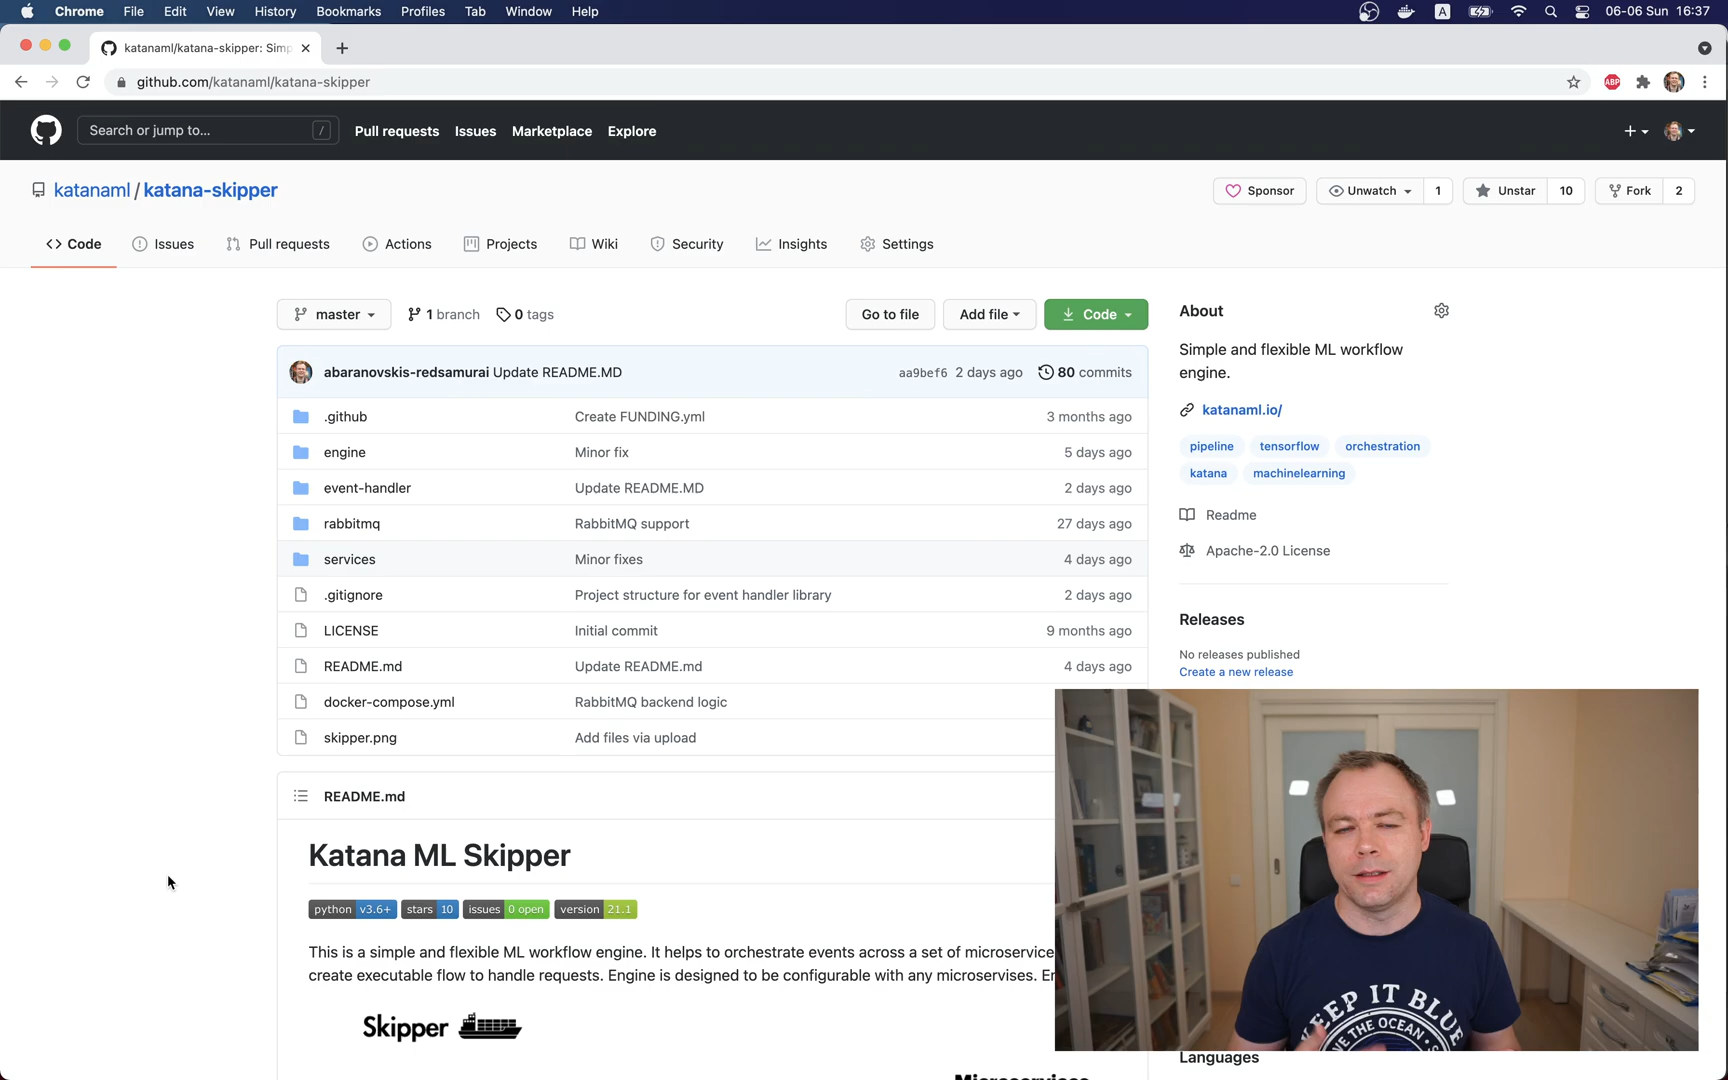 Chrome File Edit View History Bookmarks Profiles Tab Window Help
A 06-06 Sun 16:37
katanaml/katana-skipper: Simp
github.com/katanaml/katana-skipper
ABP
Search or jump to... /
Pull requests Issues Marketplace Explore
katanaml / katana-skipper
Sponsor Unwatch 1 Unstar 10 Fork 2
Code Issues Pull requests Actions Projects Wiki Security Insights Settings
master 1 branch 0 tags Go to file Add file Code
abaranovskis-redsamurai Update README.MD aa9bef6 2 days ago 80 commits
.github Create FUNDING.yml 3 months ago
engine Minor fix 5 days ago
event-handler Update README.MD 2 days ago
rabbitmq RabbitMQ support 27 days ago
services Minor fixes 4 days ago
.gitignore Project structure for event handler library 2 days ago
LICENSE Initial commit 9 months ago
README.md Update README.md 4 days ago
docker-compose.yml RabbitMQ backend logic
skipper.png Add files via upload
About
Simple and flexible ML workflow
engine.
katanaml.io/
pipeline tensorflow orchestration
katana machinelearning
Readme
Apache-2.0 License
Releases
No releases published
Create a new release
README.md
Katana ML Skipper
python v3.6+ stars 10 issues 0 open version 21.1
This is a simple and flexible ML workflow engine. It helps to orchestrate events across a set of microservice
create executable flow to handle requests. Engine is designed to be configurable with any microservises. Er
Skipper
Microservices
KEEP IT BLUE
THE OCEAN
Languages